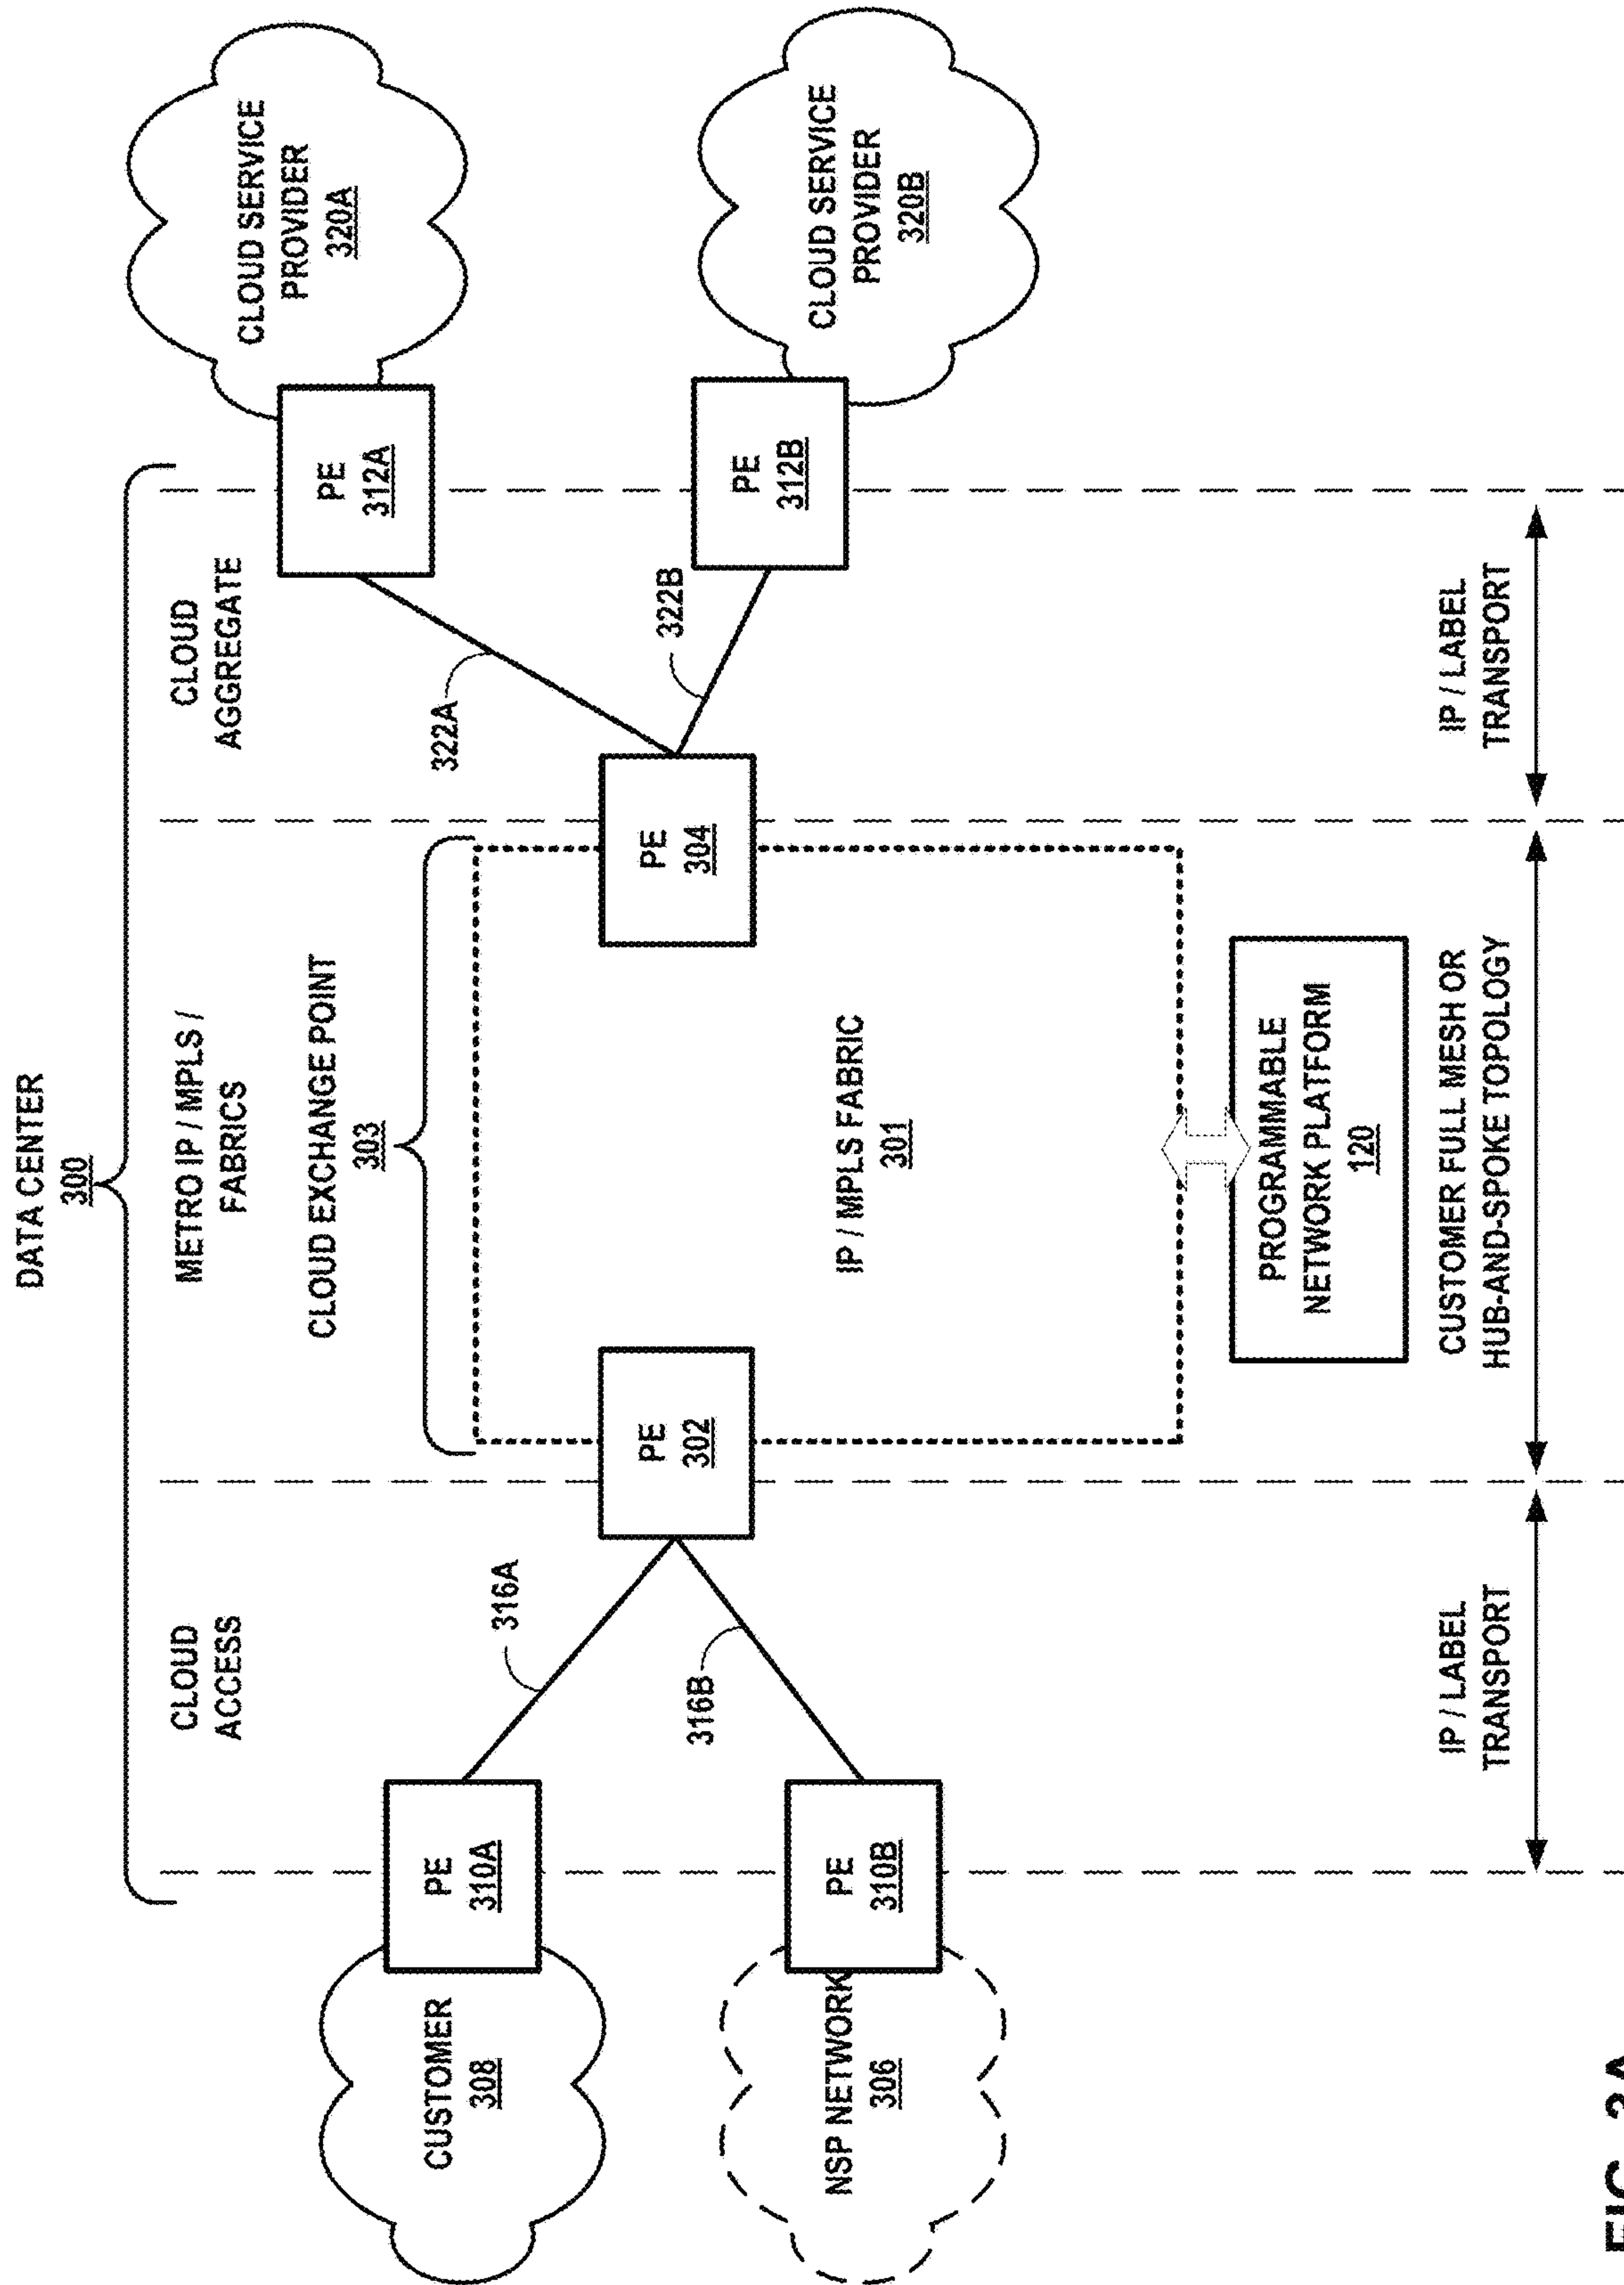 DATA CENTER
300
CLOUD
ACCESS
METRO IP / MPLS /
FABRICS
CLOUD
AGGREGATE
CLOUD EXCHANGE POINT
303
CUSTOMER
308
PE
310A
316A
NSP NETWORK
306
PE
310B
316B
PE
302
IP / MPLS FABRIC
301
PE
304
322A
322B
PE
312A
CLOUD SERVICE
PROVIDER
320A
PE
312B
CLOUD SERVICE
PROVIDER
320B
PROGRAMMABLE
NETWORK PLATFORM
120
IP / LABEL
TRANSPORT
CUSTOMER FULL MESH OR
HUB-AND-SPOKE TOPOLOGY
IP / LABEL
TRANSPORT
FIG. 3A